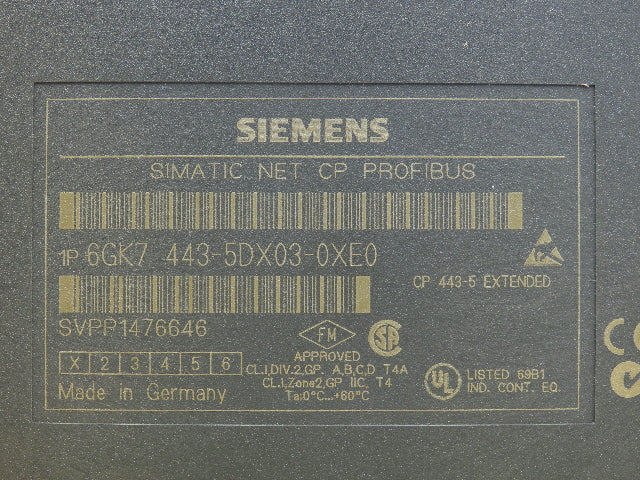 SIEMENS
SIMATIC NET CP PROFIBUS
1P 6GK7 443-5DX03-0XE0
CP 443-5 EXTENDED
SVPP1476646
FM
SA
APPROVED
CL.I,DIV.2,GP. A,B,C,D T4A
CL.I,Zone2,GP IIC, T4
Ta:0°C...+60°C
X 2 3 4 5 6
Made in Germany
UL
LISTED 69B1
IND. CONT. EQ.